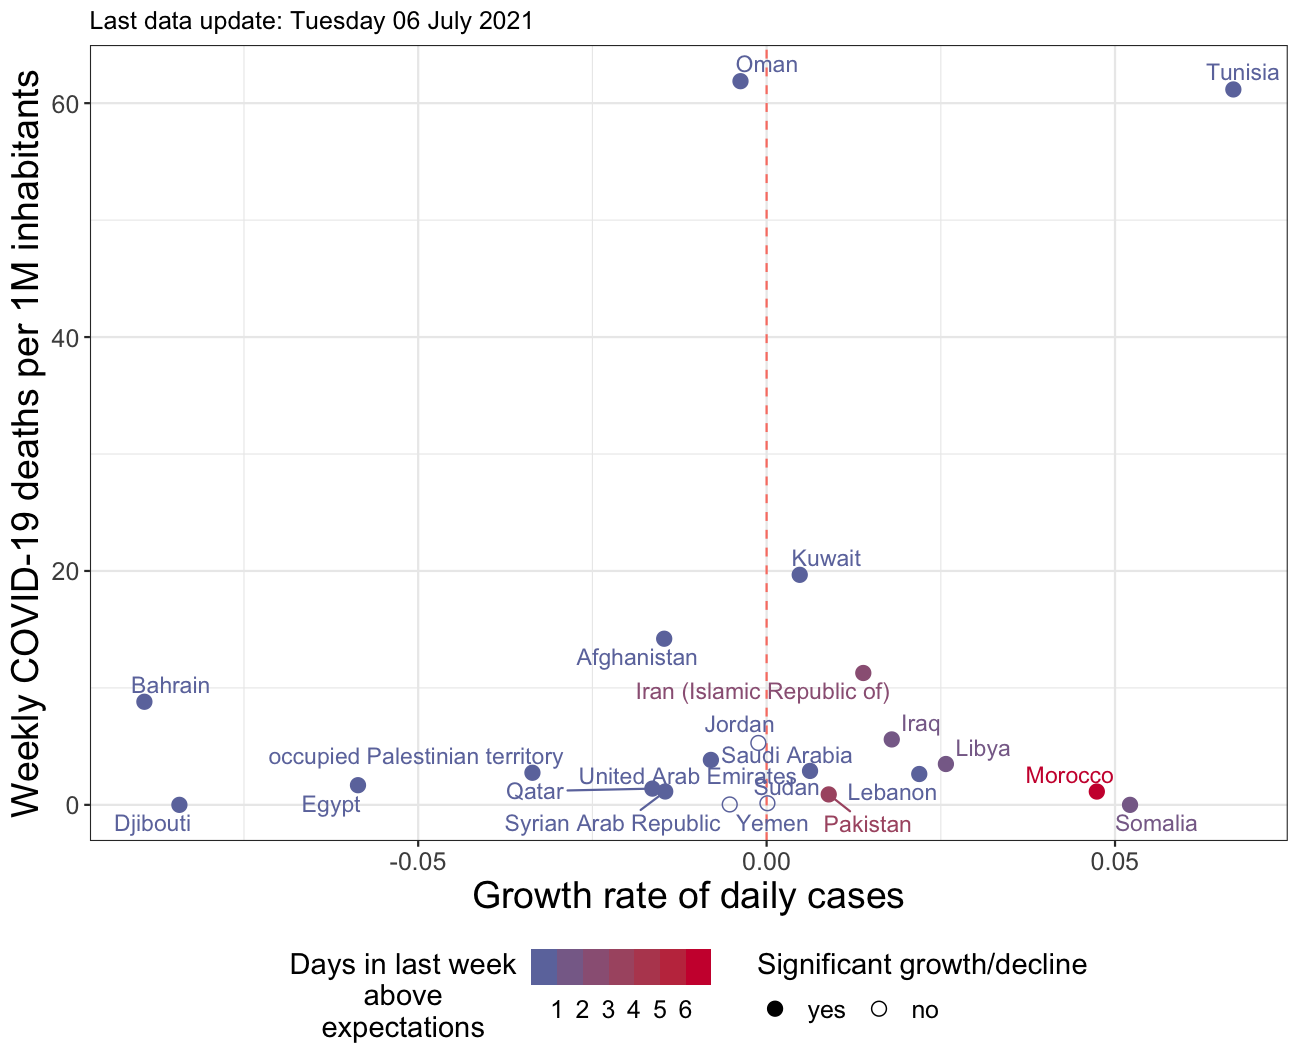 Last data update: Tuesday 06 July 2021
Weekly COVID-19 deaths per 1M inhabitants
60
40
20
0
Oman
Tunisia
Kuwait
Afghanistan
Bahrain
Iran (Islamic Republic of)
Jordan
Iraq
Libya
occupied Palestinian territory
Saudi Arabia
United Arab Emirates
Morocco
Qatar
Sudan
Lebanon
Egypt
Djibouti
Syrian Arab Republic
Yemen
Pakistan
Somalia
-0.05
0.00
0.05
Growth rate of daily cases
Days in last week
above
expectations
1 2 3 4 5 6
Significant growth/decline
yes
no